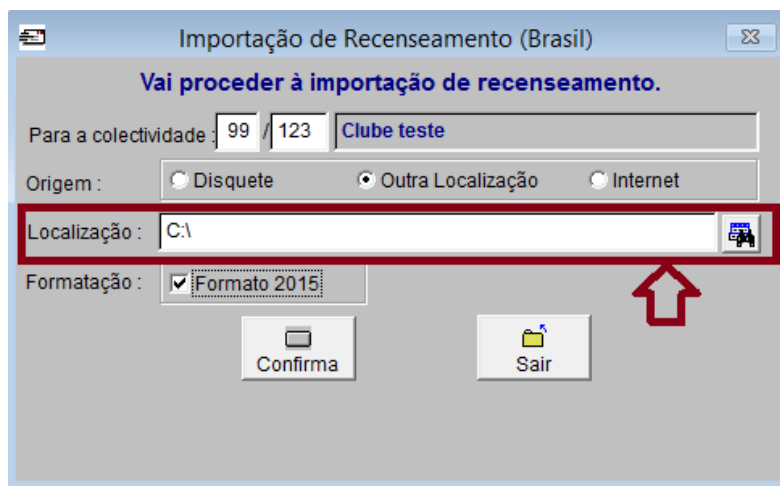 Importação de Recenseamento (Brasil)
Vai proceder à importação de recenseamento.
Para a colectividade : 99 / 123 Clube teste
Origem : Disquete Outra Localização Internet
Localização : C:\
Formatação : Formato 2015
Confirma Sair